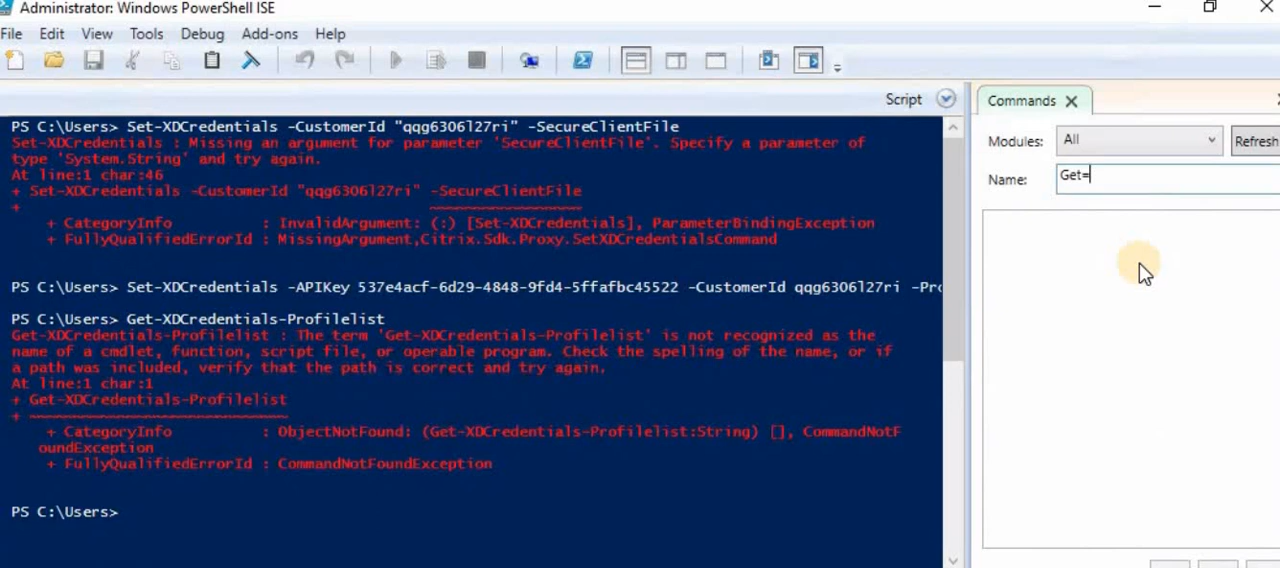 Administrator: Windows PowerShell ISE
File Edit View Tools Debug Add-ons Help
Script
PS C:\Users> Set-XDCredentials -CustomerId "qqg6306l27ri" -SecureClientFile
Set-XDCredentials : Missing an argument for parameter 'SecureClientFile'. Specify a parameter of
type 'System.String' and try again.
At line:1 char:46
+ Set-XDCredentials -CustomerId "qqg6306l27ri" -SecureClientFile
+ ~~~~~~~~~~~~~~~~~
+ CategoryInfo : InvalidArgument: (:) [Set-XDCredentials], ParameterBindingException
+ FullyQualifiedErrorId : MissingArgument,Citrix.Sdk.Proxy.SetXDCredentialsCommand
PS C:\Users> Set-XDCredentials -APIKey 537e4acf-6d29-4848-9fd4-5ffafbc45522 -CustomerId qqg6306l27ri -Pro
PS C:\Users> Get-XDCredentials-Profilelist
Get-XDCredentials-Profilelist : The term 'Get-XDCredentials-Profilelist' is not recognized as the
name of a cmdlet, function, script file, or operable program. Check the spelling of the name, or if
a path was included, verify that the path is correct and try again.
At line:1 char:1
+ Get-XDCredentials-Profilelist
+ ~~~~~~~~~~~~~~~~~~~~~~~~~~~~~
+ CategoryInfo : ObjectNotFound: (Get-XDCredentials-Profilelist:String) [], CommandNotF
oundException
+ FullyQualifiedErrorId : CommandNotFoundException
PS C:\Users>
Commands
Modules: All Refresh
Name: Get=